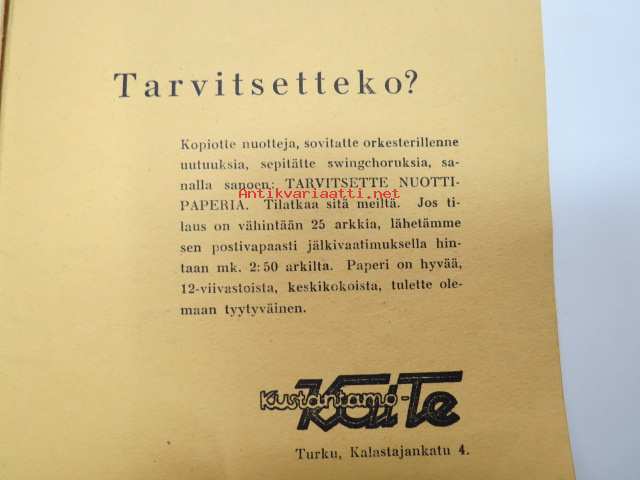 Tarvitsetteko?
Kopiotte nuotteja, sovitatte orkesterillenne
uutuuksia, sepitätte swingchoruksia, sa-
nalla sanoen: TARVITSETTE NUOTTI-
Antikvariaatti.net
PAPERIA. Tilatkaa sitä meiltä. Jos ti-
laus on vähintään 25 arkkia, lähetämme
sen postivapaasti jälkivaatimuksella hin-
taan mk. 2:50 arkilta. Paperi on hyvää,
12-viivastoista, keskikokoista, tulette ole-
maan tyytyväinen.
Kustantamo-
Kai-Te
Turku, Kalastajankatu 4.